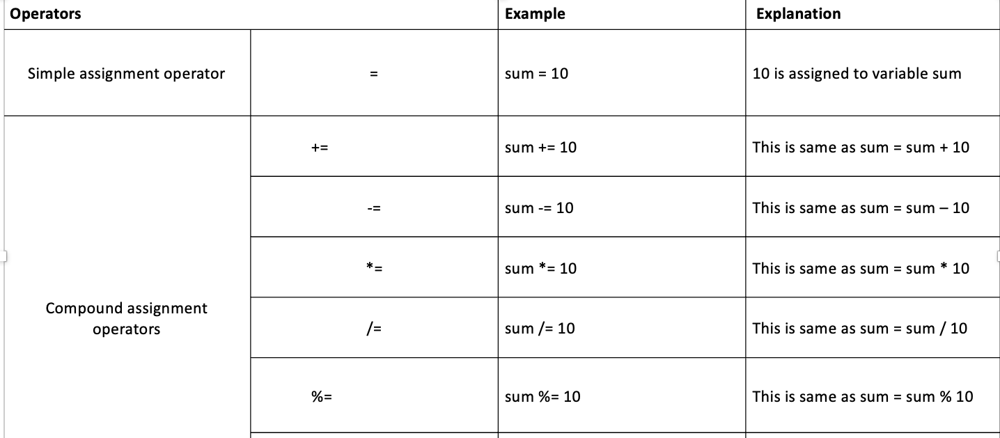 Operators Example Explanation
Simple assignment operator = sum = 10 10 is assigned to variable sum
+= sum += 10 This is same as sum = sum + 10
-= sum -= 10 This is same as sum = sum – 10
*= sum *= 10 This is same as sum = sum * 10
Compound assignment
operators
/= sum /= 10 This is same as sum = sum / 10
%= sum %= 10 This is same as sum = sum % 10